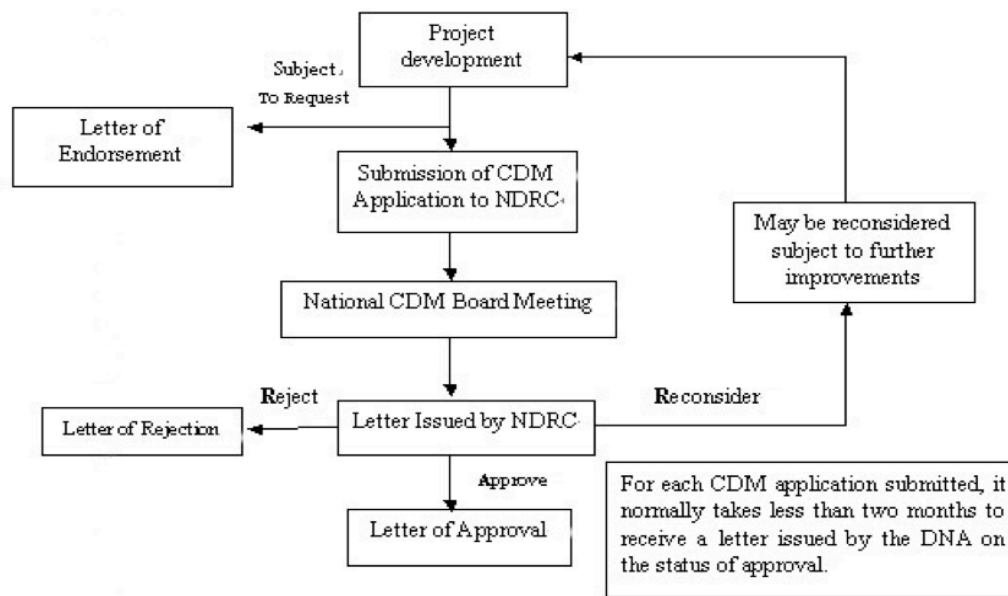 Project
development
Subject
To Request
Letter of
Endorsement
Submission of CDM
Application to NDRC
May be reconsidered
subject to further
improvements
National CDM Board Meeting
Reject
Reconsider
Letter of Rejection
Letter Issued by NDRC
Approve
Letter of Approval
For each CDM application submitted, it
normally takes less than two months to
receive a letter issued by the DNA on
the status of approval.